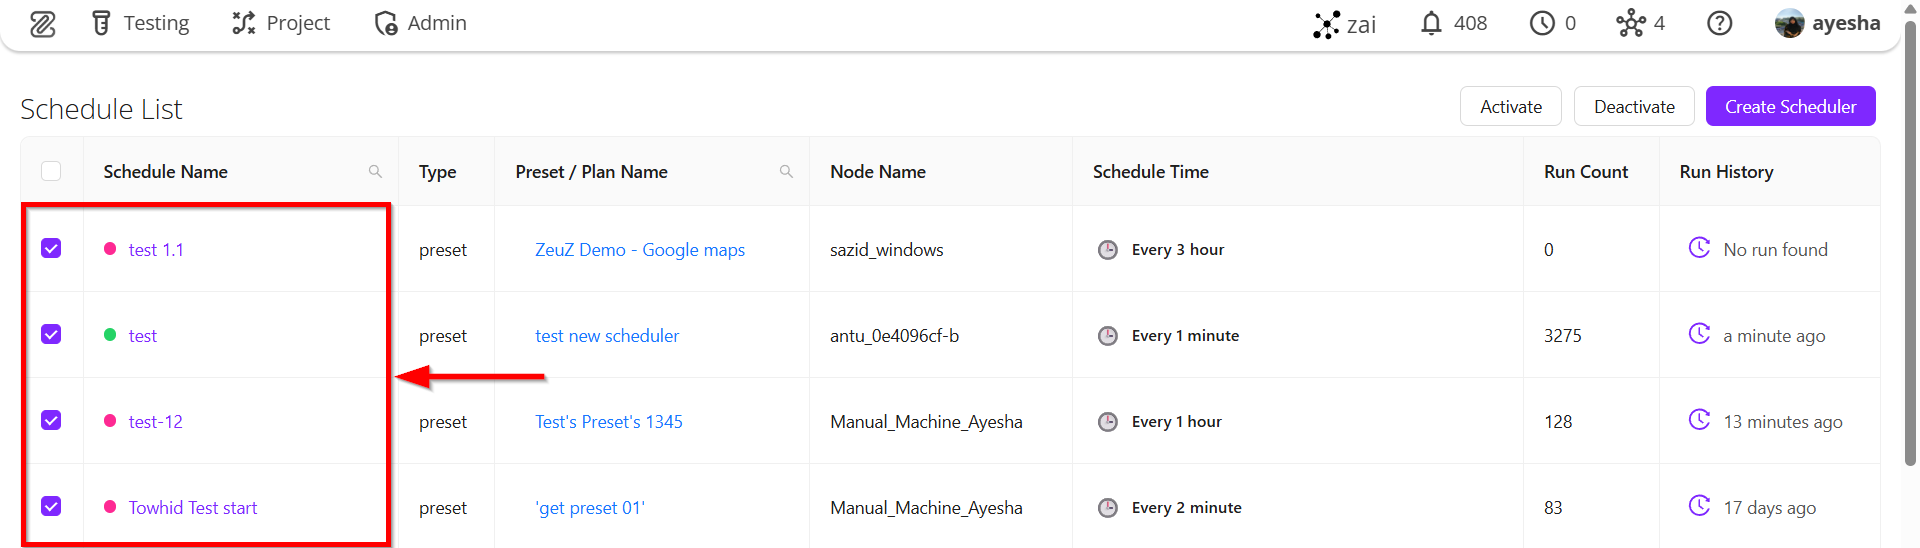 Testing Project Admin zai 408 0 4 ayesha
Schedule List Activate Deactivate Create Scheduler
Schedule Name Type Preset / Plan Name Node Name Schedule Time Run Count Run History
test 1.1 preset ZeuZ Demo - Google maps sazid_windows Every 3 hour 0 No run found
test preset test new scheduler antu_0e4096cf-b Every 1 minute 3275 a minute ago
test-12 preset Test's Preset's 1345 Manual_Machine_Ayesha Every 1 hour 128 13 minutes ago
Towhid Test start preset 'get preset 01' Manual_Machine_Ayesha Every 2 minute 83 17 days ago